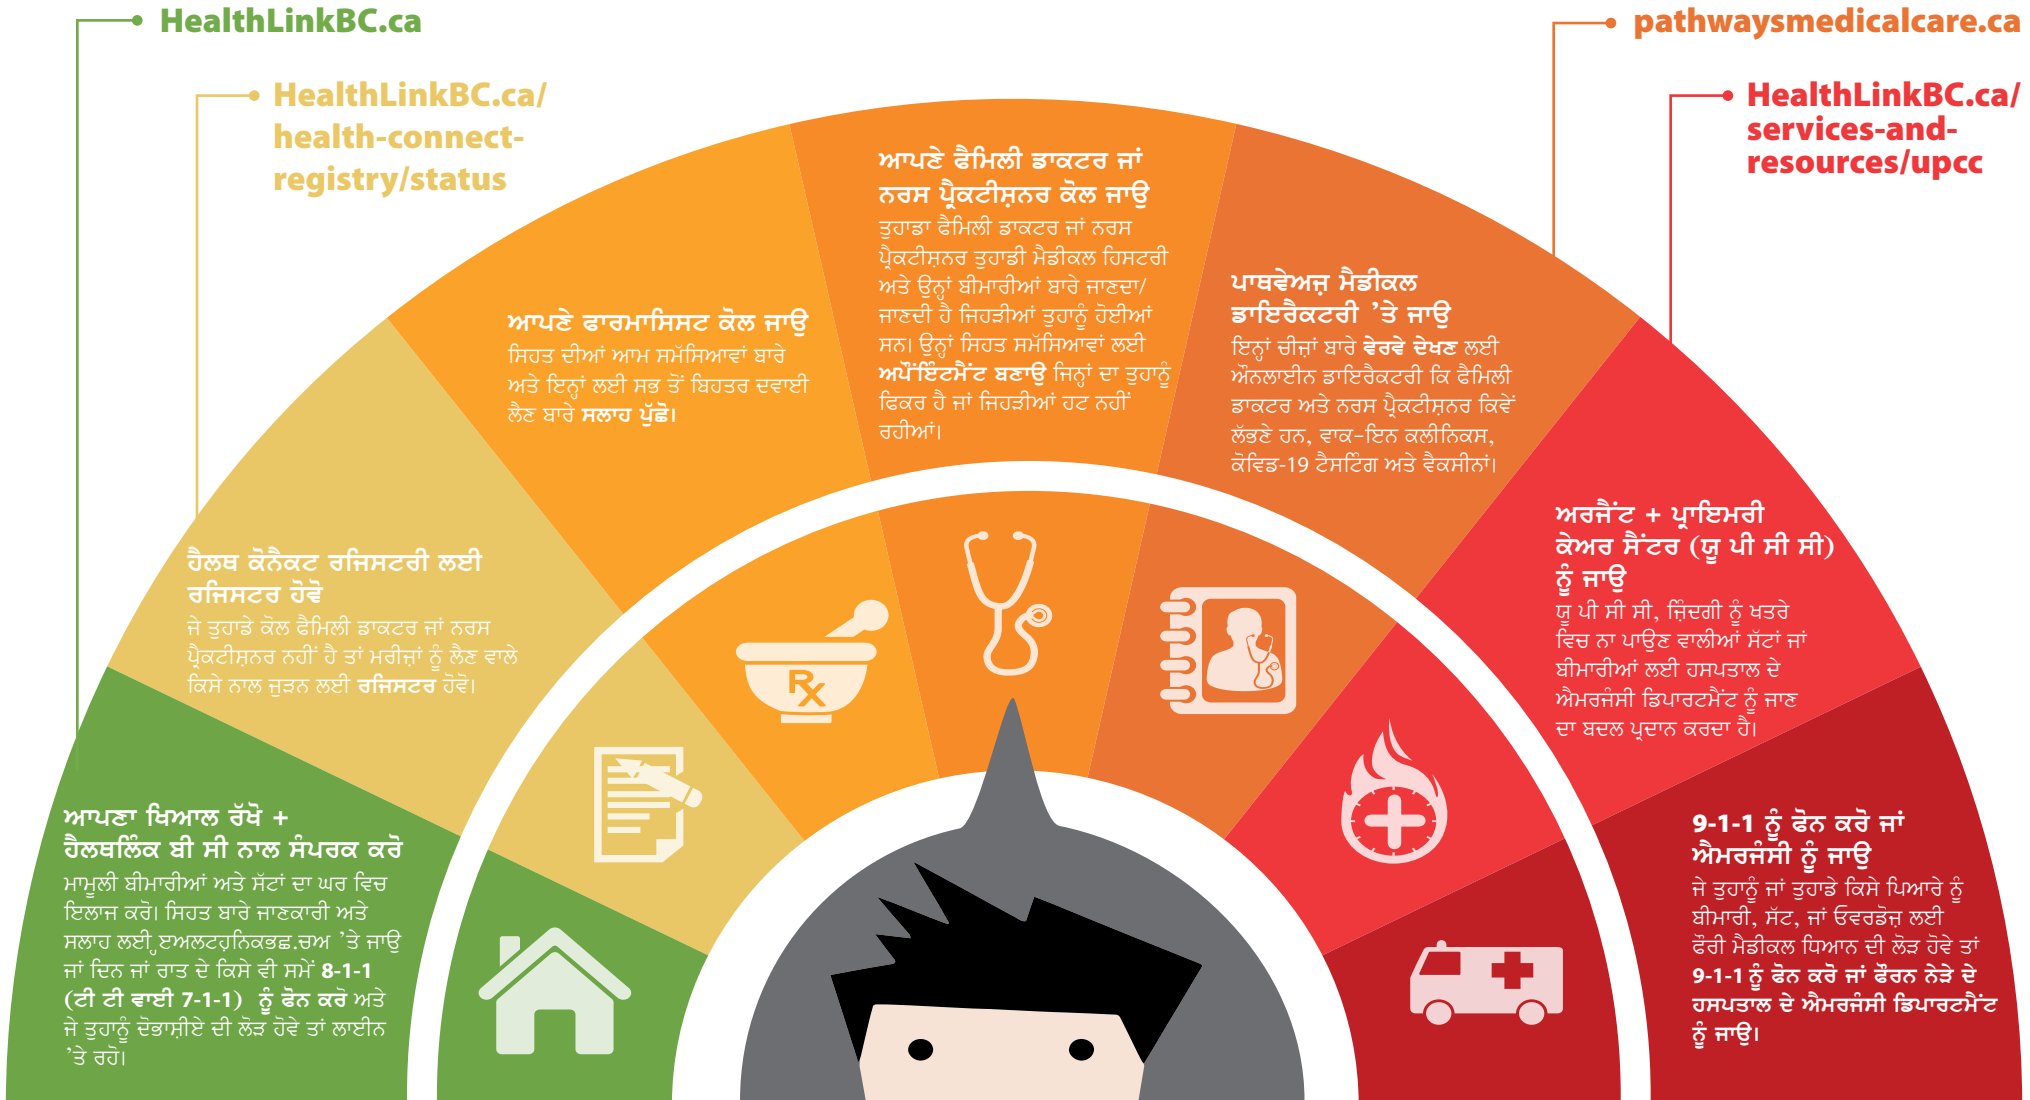 HealthLinkBC.ca
HealthLinkBC.ca/
health-connect-
registry/status
pathwaysmedicalcare.ca
HealthLinkBC.ca/
services-and-
resources/upcc
ਆਪਣਾ ਖਿਆਲ ਰੱਖੋ +
ਹੈਲਥਲਿੰਕ ਬੀ ਸੀ ਨਾਲ ਸੰਪਰਕ ਕਰੋ
ਮਾਮੂਲੀ ਬੀਮਾਰੀਆਂ ਅਤੇ ਸੱਟਾਂ ਦਾ ਘਰ ਵਿਚ
ਇਲਾਜ ਕਰੋ। ਸਿਹਤ ਬਾਰੇ ਜਾਣਕਾਰੀ ਅਤੇ
ਸਲਾਹ ਲਈ 'ਤੇ ਜਾਉ
ਜਾਂ ਦਿਨ ਜਾਂ ਰਾਤ ਦੇ ਕਿਸੇ ਵੀ ਸਮੇਂ 8-1-1
(ਟੀ ਟੀ ਵਾਈ 7-1-1) ਨੂੰ ਫੋਨ ਕਰੋ ਅਤੇ
ਜੇ ਤੁਹਾਨੂੰ ਦੋਭਾਸ਼ੀਏ ਦੀ ਲੋੜ ਹੋਵੇ ਤਾਂ ਲਾਈਨ
'ਤੇ ਰਹੋ।
ਹੈਲਥ ਕੋਨੈਕਟ ਰਜਿਸਟਰੀ ਲਈ
ਰਜਿਸਟਰ ਹੋਵੋ
ਜੇ ਤੁਹਾਡੇ ਕੋਲ ਫੈਮਿਲੀ ਡਾਕਟਰ ਜਾਂ ਨਰਸ
ਪ੍ਰੈਕਟੀਸ਼ਨਰ ਨਹੀਂ ਹੈ ਤਾਂ ਮਰੀਜ਼ਾਂ ਨੂੰ ਲੈਣ ਵਾਲੇ
ਕਿਸੇ ਨਾਲ ਜੁੜਨ ਲਈ ਰਜਿਸਟਰ ਹੋਵੋ।
ਆਪਣੇ ਫਾਰਮਾਸਿਸਟ ਕੋਲ ਜਾਉ
ਸਿਹਤ ਦੀਆਂ ਆਮ ਸਮੱਸਿਆਵਾਂ ਬਾਰੇ
ਅਤੇ ਇਨ੍ਹਾਂ ਲਈ ਸਭ ਤੋਂ ਬਿਹਤਰ ਦਵਾਈ
ਲੈਣ ਬਾਰੇ ਸਲਾਹ ਪੁੱਛੋ।
ਆਪਣੇ ਫੈਮਿਲੀ ਡਾਕਟਰ ਜਾਂ
ਨਰਸ ਪ੍ਰੈਕਟੀਸ਼ਨਰ ਕੋਲ ਜਾਉ
ਤੁਹਾਡਾ ਫੈਮਿਲੀ ਡਾਕਟਰ ਜਾਂ ਨਰਸ
ਪ੍ਰੈਕਟੀਸ਼ਨਰ ਤੁਹਾਡੀ ਮੈਡੀਕਲ ਹਿਸਟਰੀ
ਅਤੇ ਉਨ੍ਹਾਂ ਬੀਮਾਰੀਆਂ ਬਾਰੇ ਜਾਣਦਾ/
ਜਾਣਦੀ ਹੈ ਜਿਹੜੀਆਂ ਤੁਹਾਨੂੰ ਹੋਈਆਂ
ਸਨ। ਉਨ੍ਹਾਂ ਸਿਹਤ ਸਮੱਸਿਆਵਾਂ ਲਈ
ਅਪੌਂਇੰਟਮੈਂਟ ਬਣਾਉ ਜਿਨ੍ਹਾਂ ਦਾ ਤੁਹਾਨੂੰ
ਫਿਕਰ ਹੈ ਜਾਂ ਜਿਹੜੀਆਂ ਹਟ ਨਹੀਂ
ਰਹੀਆਂ।
ਪਾਥਵੇਅਜ਼ ਮੈਡੀਕਲ
ਡਾਇਰੈਕਟਰੀ 'ਤੇ ਜਾਉ
ਇਨ੍ਹਾਂ ਚੀਜ਼ਾਂ ਬਾਰੇ ਵੇਰਵੇ ਦੇਖਣ ਲਈ
ਔਨਲਾਈਨ ਡਾਇਰੈਕਟਰੀ ਕਿ ਫੈਮਿਲੀ
ਡਾਕਟਰ ਅਤੇ ਨਰਸ ਪ੍ਰੈਕਟੀਸ਼ਨਰ ਕਿਵੇਂ
ਲੱਭਣੇ ਹਨ, ਵਾਕ-ਇਨ ਕਲੀਨਿਕਸ,
ਕੋਵਿਡ-19 ਟੈਸਟਿੰਗ ਅਤੇ ਵੈਕਸੀਨਾਂ।
ਅਰਜੈਂਟ + ਪ੍ਰਾਇਮਰੀ
ਕੇਅਰ ਸੈਂਟਰ (ਯੂ ਪੀ ਸੀ ਸੀ)
ਨੂੰ ਜਾਉ
ਯੂ ਪੀ ਸੀ ਸੀ, ਜ਼ਿੰਦਗੀ ਨੂੰ ਖਤਰੇ
ਵਿਚ ਨਾ ਪਾਉਣ ਵਾਲੀਆਂ ਸੱਟਾਂ ਜਾਂ
ਬੀਮਾਰੀਆਂ ਲਈ ਹਸਪਤਾਲ ਦੇ
ਐਮਰਜੰਸੀ ਡਿਪਾਰਟਮੈਂਟ ਨੂੰ ਜਾਣ
ਦਾ ਬਦਲ ਪ੍ਰਦਾਨ ਕਰਦਾ ਹੈ।
9-1-1 ਨੂੰ ਫੋਨ ਕਰੋ ਜਾਂ
ਐਮਰਜੰਸੀ ਨੂੰ ਜਾਉ
ਜੇ ਤੁਹਾਨੂੰ ਜਾਂ ਤੁਹਾਡੇ ਕਿਸੇ ਪਿਆਰੇ ਨੂੰ
ਬੀਮਾਰੀ, ਸੱਟ, ਜਾਂ ਓਵਰਡੋਜ਼ ਲਈ
ਫੌਰੀ ਮੈਡੀਕਲ ਧਿਆਨ ਦੀ ਲੋੜ ਹੋਵੇ ਤਾਂ
9-1-1 ਨੂੰ ਫੋਨ ਕਰੋ ਜਾਂ ਫੌਰਨ ਨੇੜੇ ਦੇ
ਹਸਪਤਾਲ ਦੇ ਐਮਰਜੰਸੀ ਡਿਪਾਰਟਮੈਂਟ
ਨੂੰ ਜਾਉ।
Rx